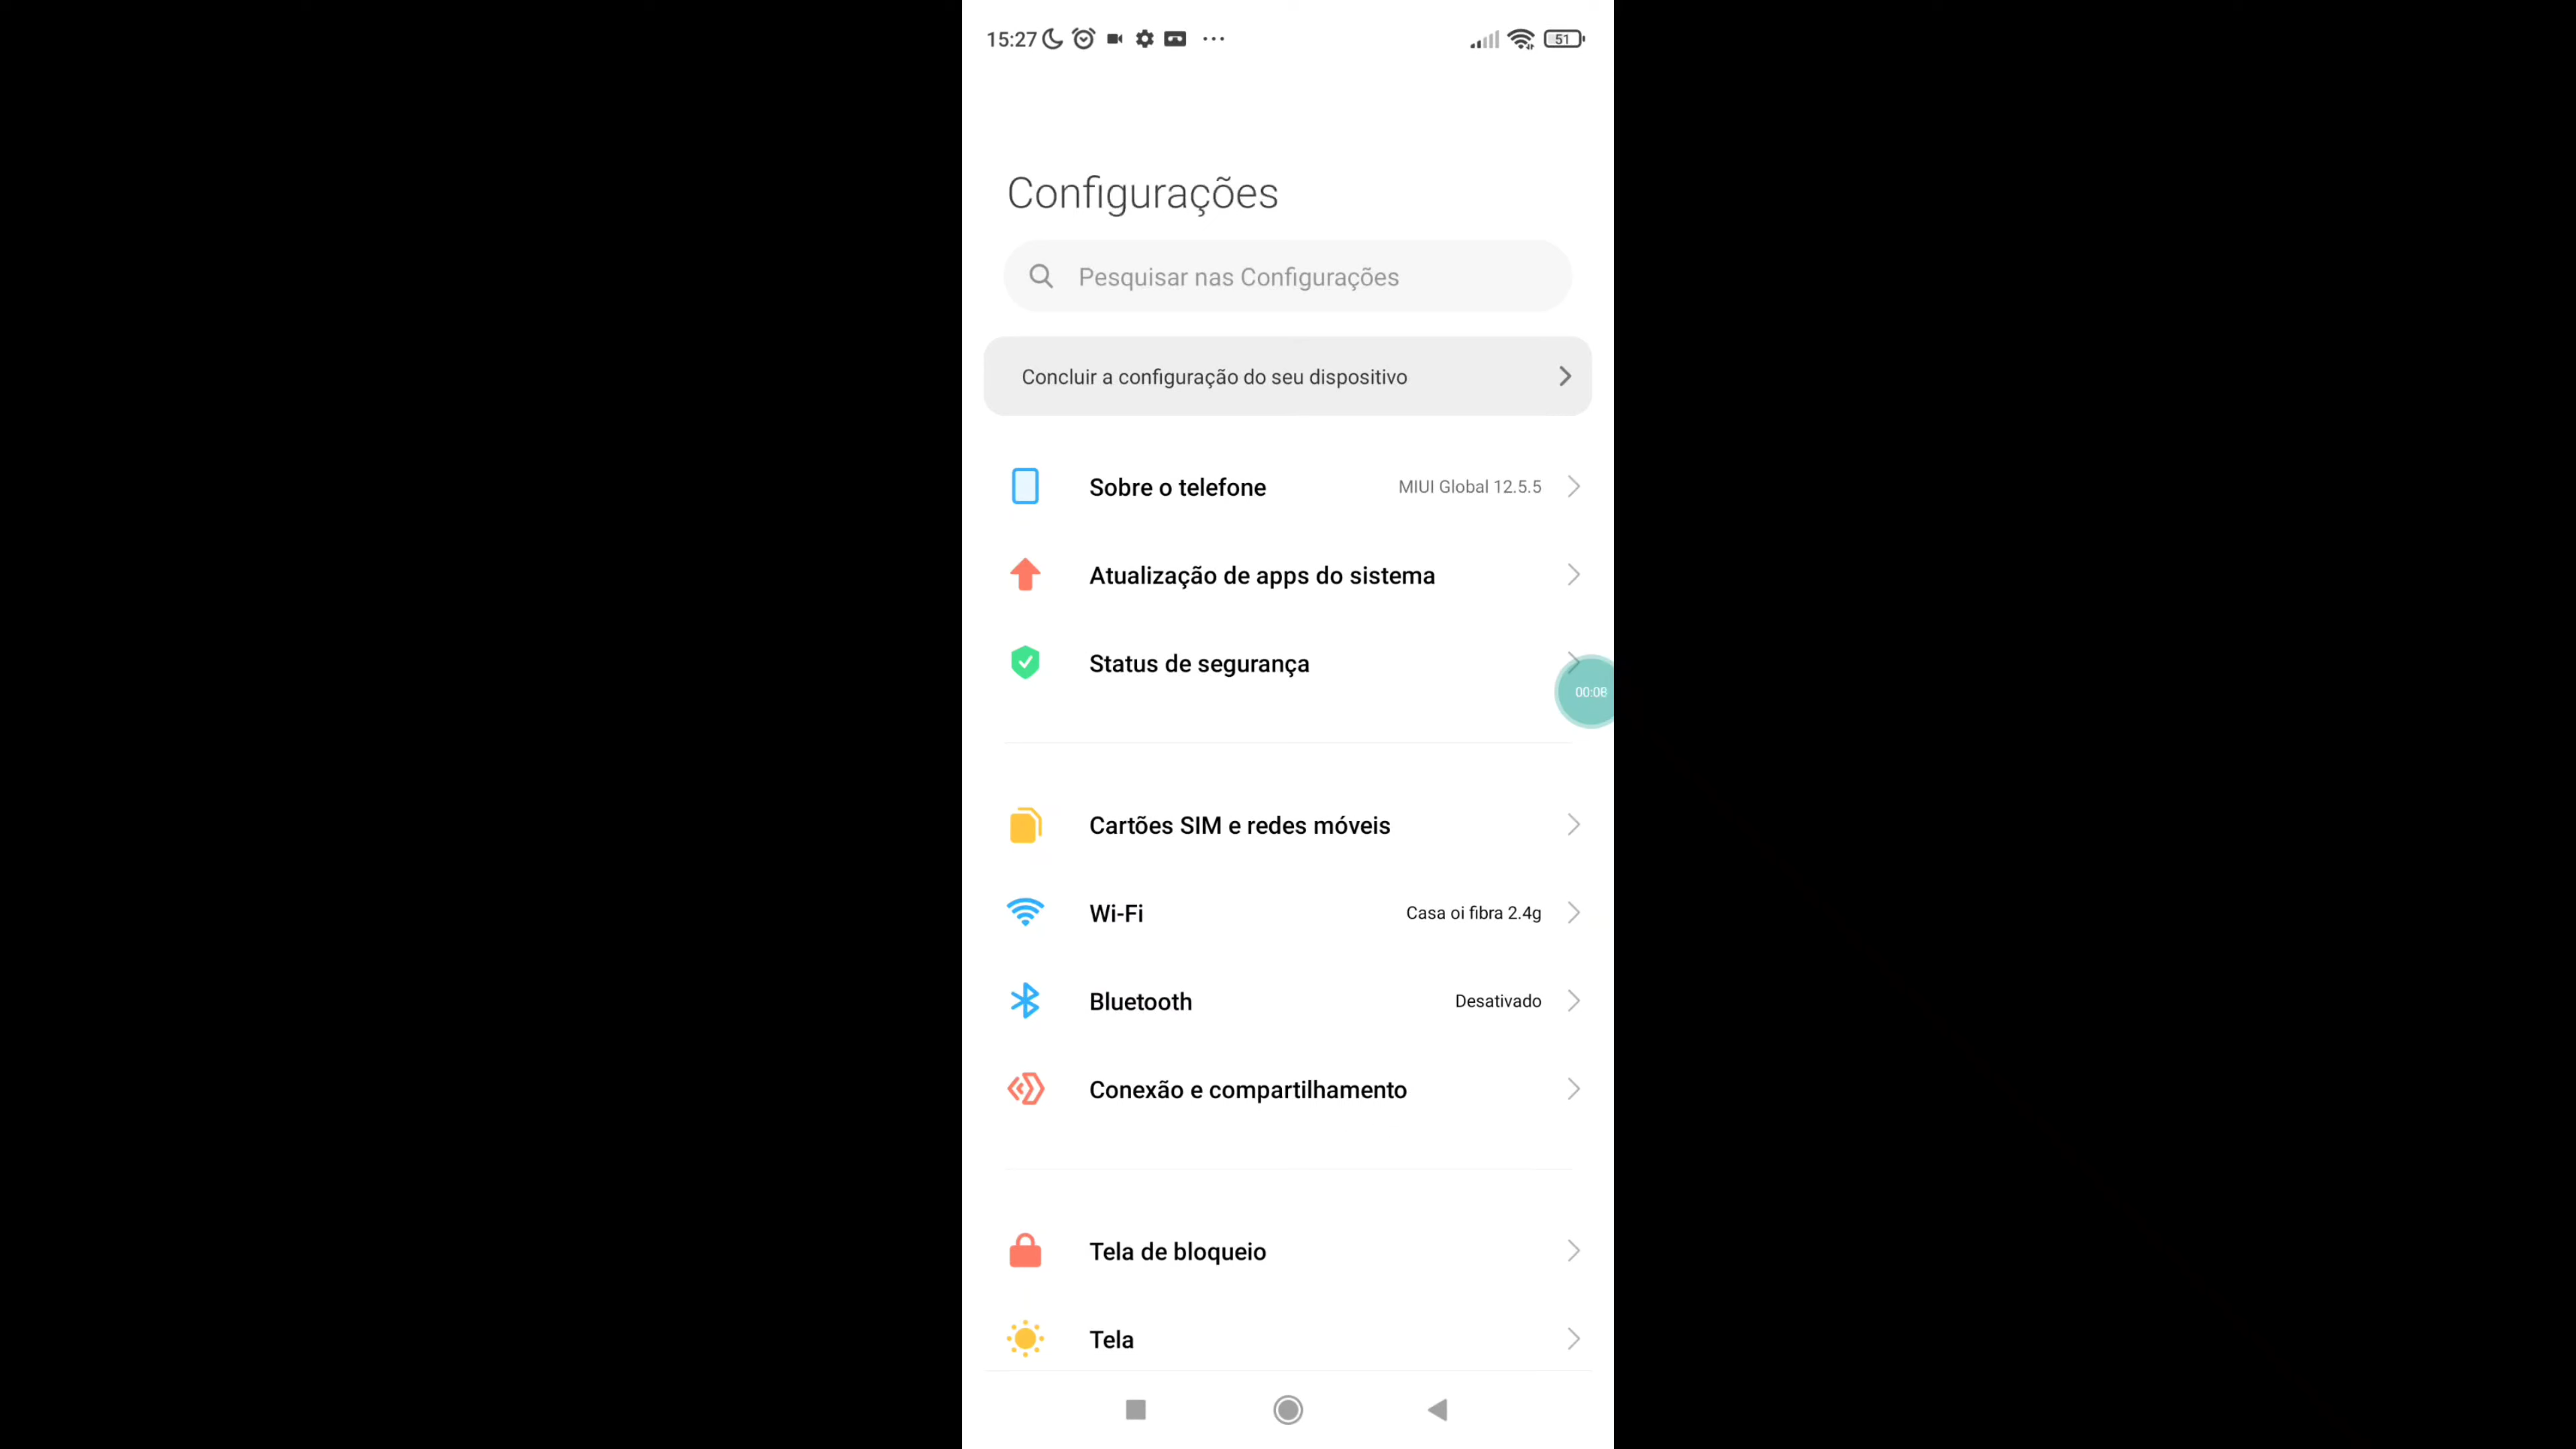 15:27
51
Configurações
Pesquisar nas Configurações
Concluir a configuração do seu dispositivo
Sobre o telefone MIUI Global 12.5.5
Atualização de apps do sistema
Status de segurança
00:08
Cartões SIM e redes móveis
Wi-Fi Casa oi fibra 2.4g
Bluetooth Desativado
Conexão e compartilhamento
Tela de bloqueio
Tela